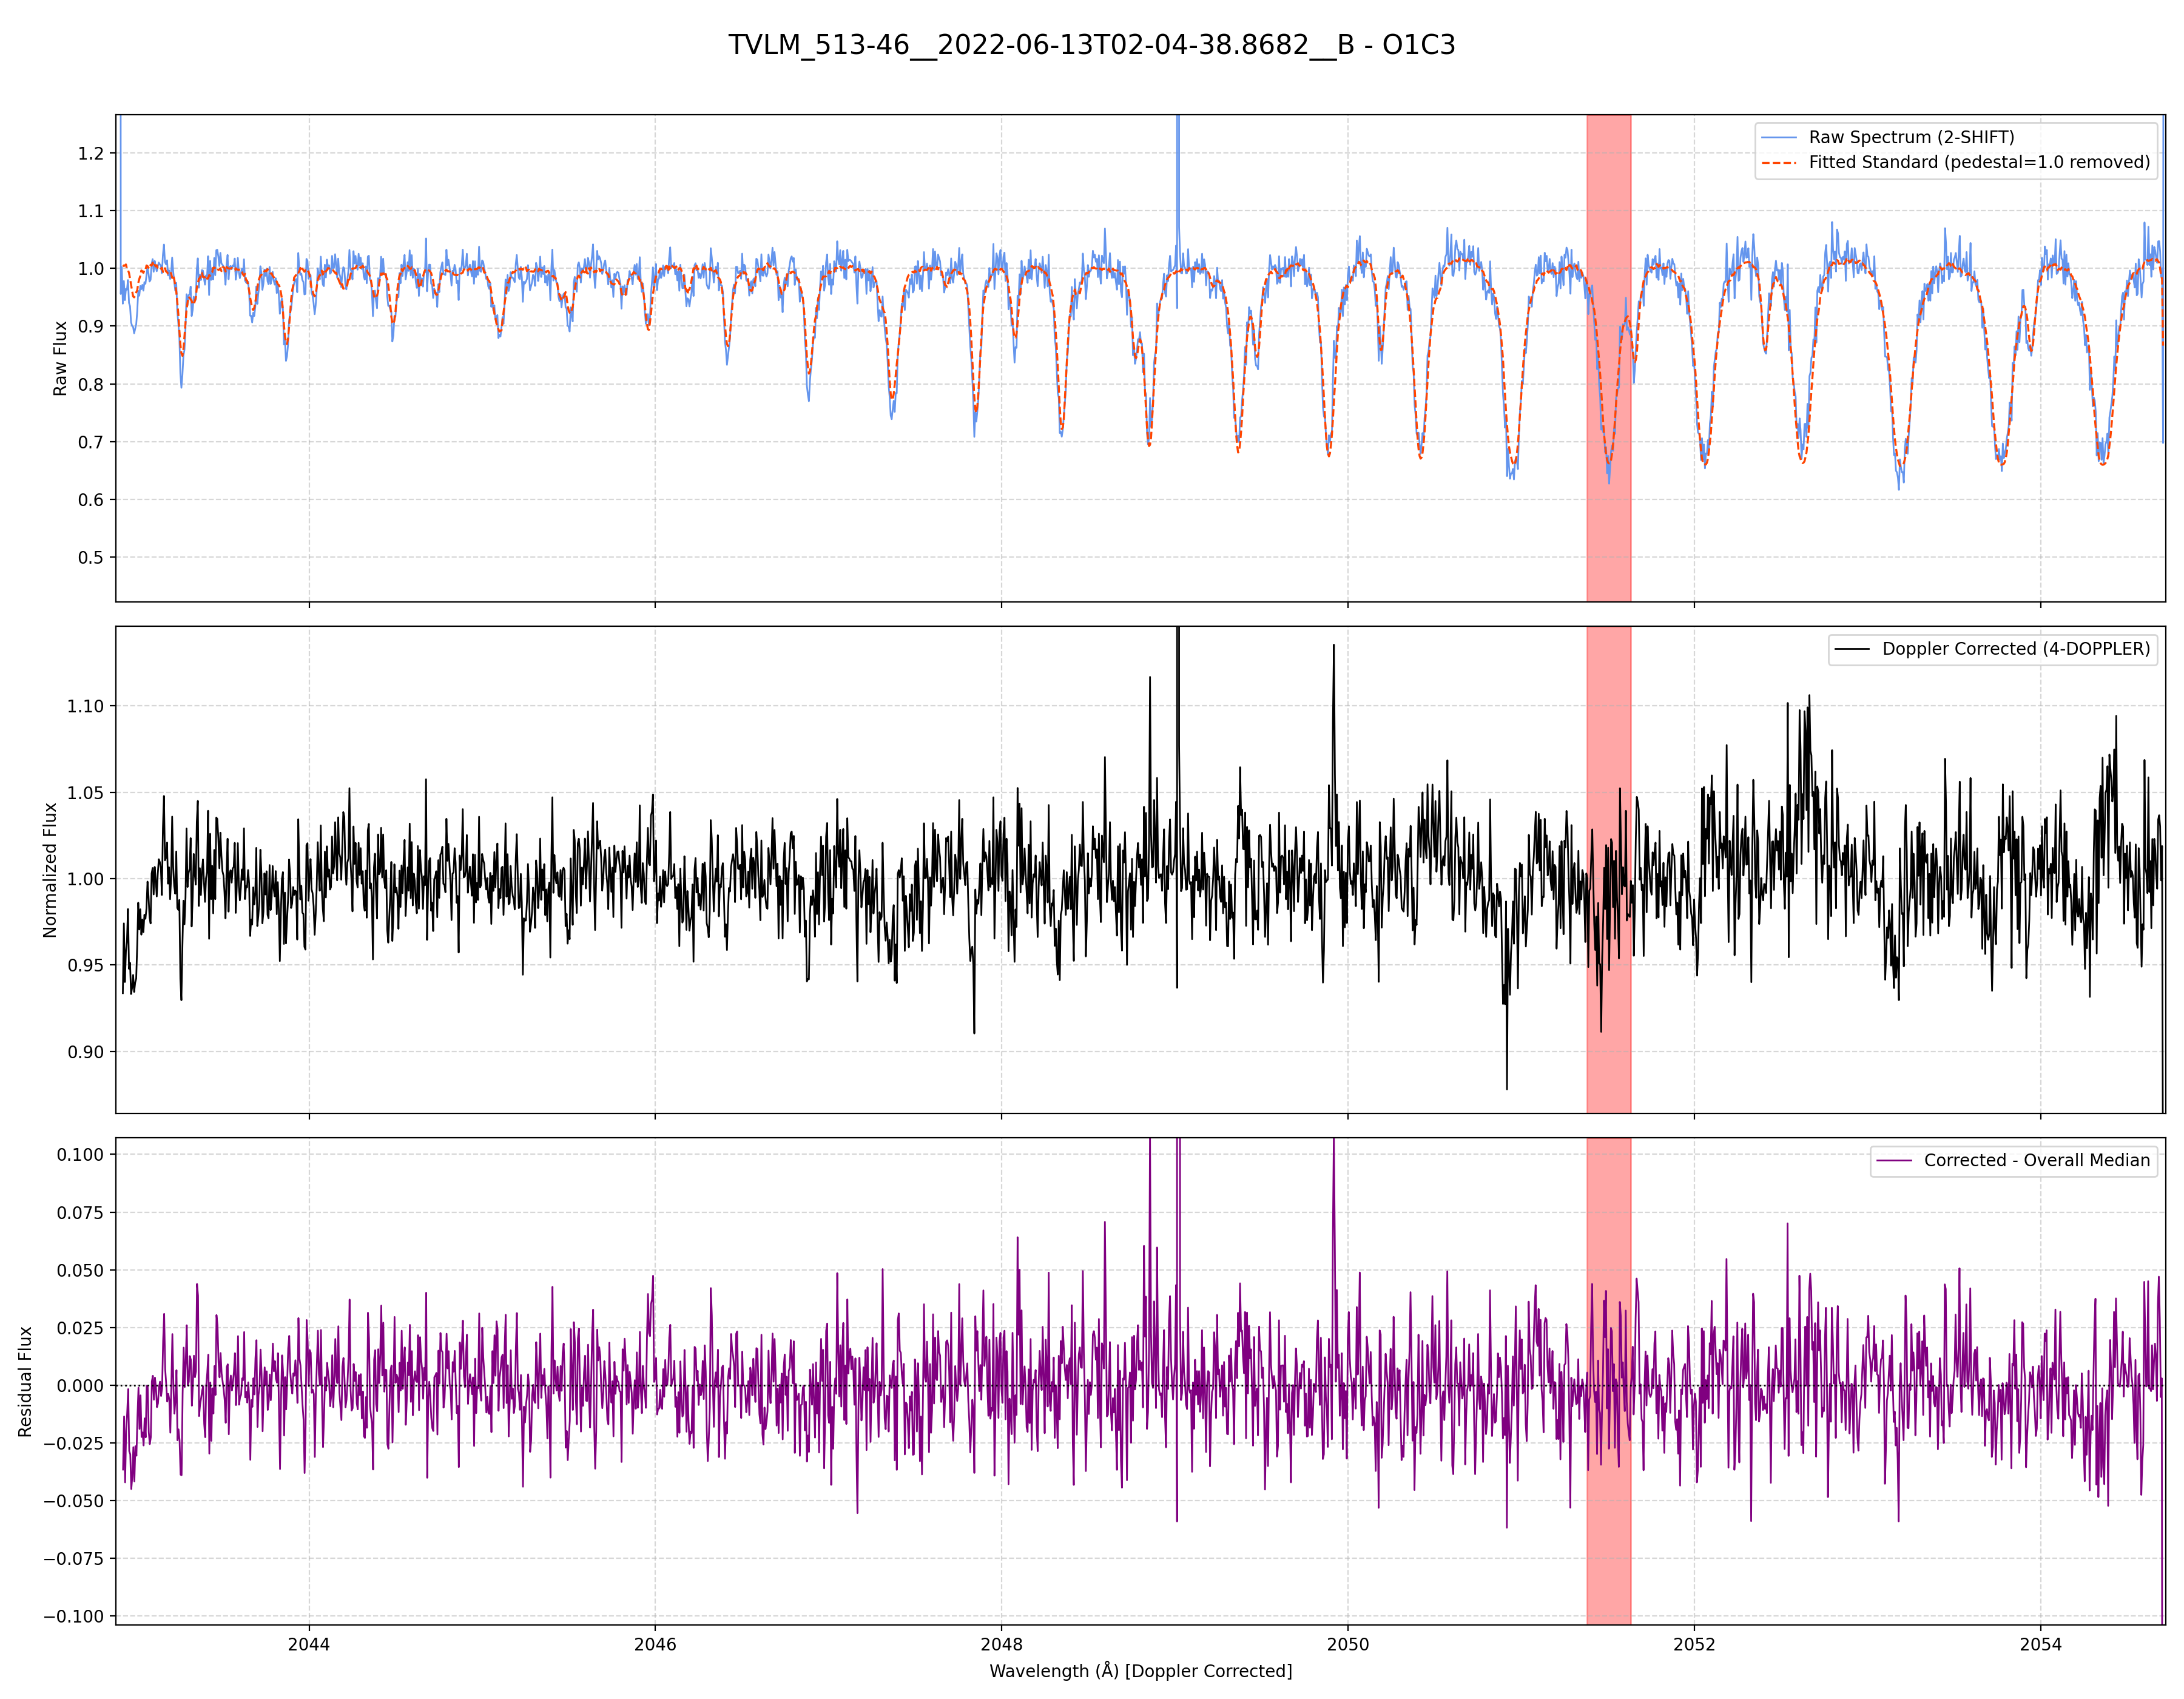 TVLM_513-46__2022-06-13T02-04-38.8682__B - O1C3
Raw Spectrum (2-SHIFT)
Fitted Standard (pedestal=1.0 removed)
1.2
1.1
1.0
0.9
0.8
0.7
0.6
0.5
Raw Flux
Doppler Corrected (4-DOPPLER)
1.10
1.05
1.00
0.95
0.90
Normalized Flux
Corrected - Overall Median
0.100
0.075
0.050
0.025
0.000
−0.025
−0.050
−0.075
−0.100
Residual Flux
2044 2046 2048 2050 2052 2054
Wavelength (Å) [Doppler Corrected]